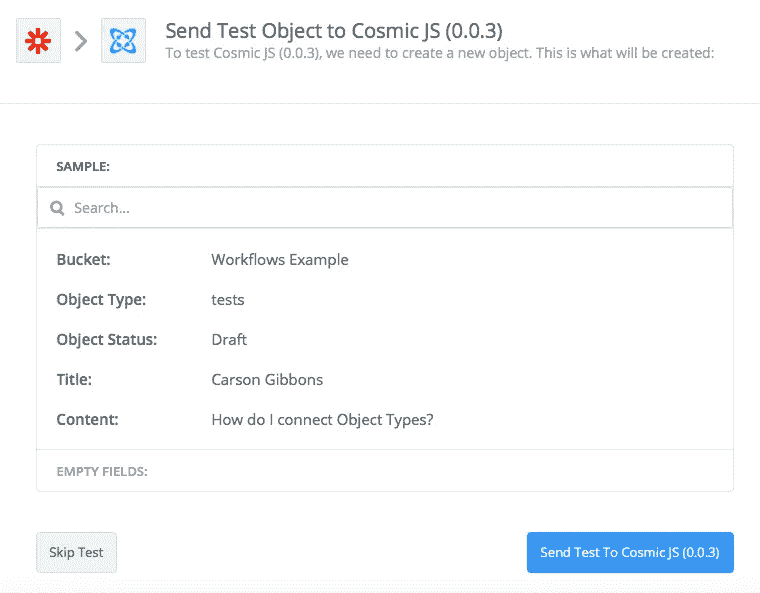 Send Test Object to Cosmic JS (0.0.3)
To test Cosmic JS (0.0.3), we need to create a new object. This is what will be created:
SAMPLE:
Search...
Bucket: Workflows Example
Object Type: tests
Object Status: Draft
Title: Carson Gibbons
Content: How do I connect Object Types?
EMPTY FIELDS:
Skip Test Send Test To Cosmic JS (0.0.3)